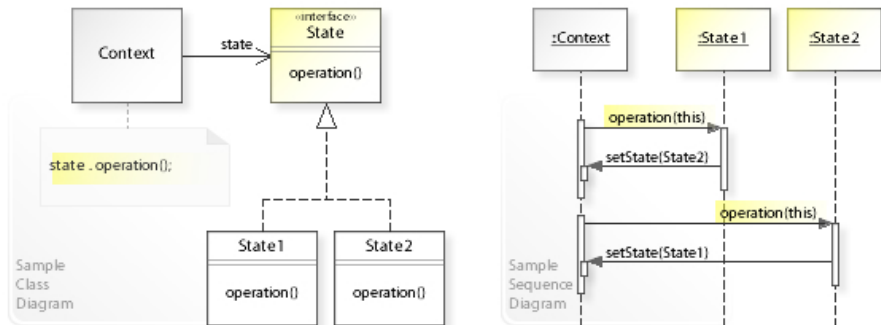 «interface»
State
Context
state
operation()
state . operation();
State1
State2
operation()
operation()
Sample
Class
Diagram
:Context
:State1
:State2
operation(this)
setState(State2)
operation(this)
setState(State1)
Sample
Sequence
Diagram